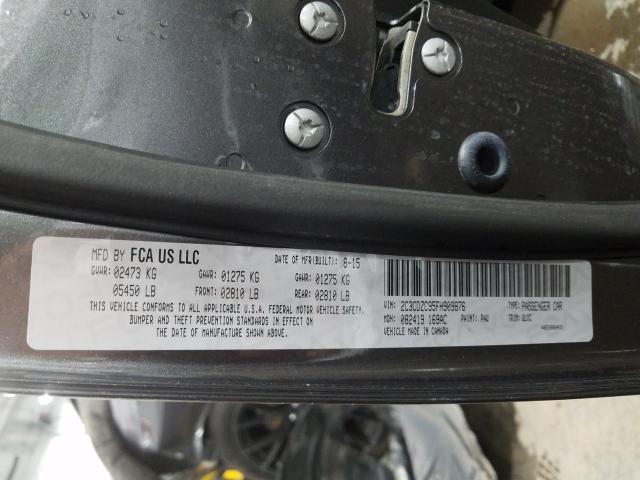 MFD BY FCA US LLC DATE OF MFR(BUILT): 8-15
GVWR: 02473 KG GAWR: 01275 KG GAWR: 01275 KG
05450 LB FRONT: 02810 LB REAR: 02810 LB
THIS VEHICLE CONFORMS TO ALL APPLICABLE U.S.A. FEDERAL MOTOR VEHICLE SAFETY,
BUMPER AND THEFT PREVENTION STANDARDS IN EFFECT ON
THE DATE OF MANUFACTURE SHOWN ABOVE.
VIN: 2C3CDZC95FH909876 TYPE: PASSENGER CAR
MDH: 082419 169AC PAINT: PAU TRIM:
VEHICLE MADE IN CANADA